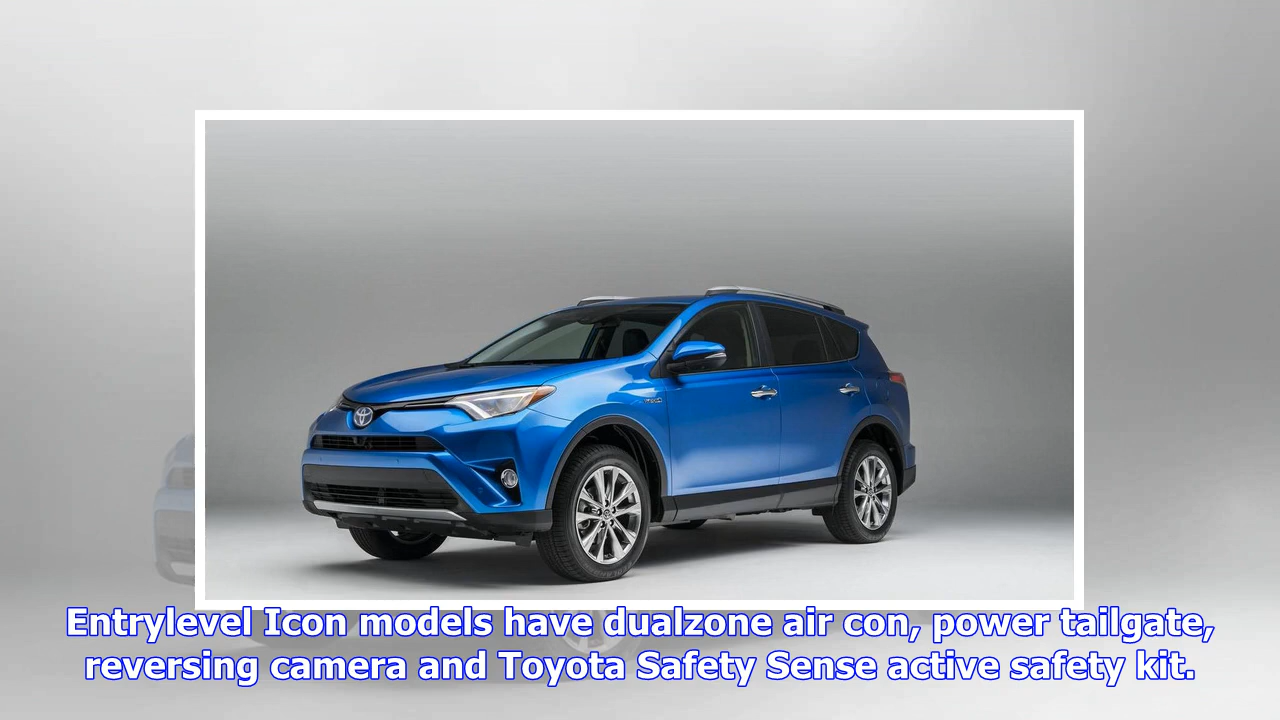 Entrylevel Icon models have dualzone air con, power tailgate,
reversing camera and Toyota Safety Sense active safety kit.